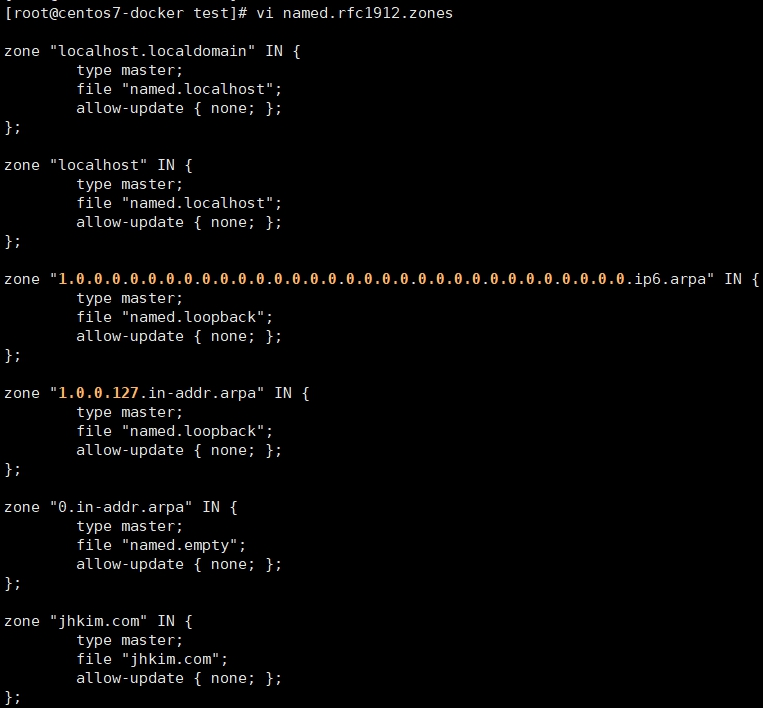 [root@centos7-docker test]# vi named.rfc1912.zones
zone "localhost.localdomain" IN {
type master;
file "named.localhost";
allow-update { none; };
};
zone "localhost" IN {
type master;
file "named.localhost";
allow-update { none; };
};
zone "1.0.0.0.0.0.0.0.0.0.0.0.0.0.0.0.0.0.0.0.0.0.0.0.0.0.0.0.0.0.0.0.ip6.arpa" IN {
type master;
file "named.loopback";
allow-update { none; };
};
zone "1.0.0.127.in-addr.arpa" IN {
type master;
file "named.loopback";
allow-update { none; };
};
zone "0.in-addr.arpa" IN {
type master;
file "named.empty";
allow-update { none; };
};
zone "jhkim.com" IN {
type master;
file "jhkim.com";
allow-update { none; };
};